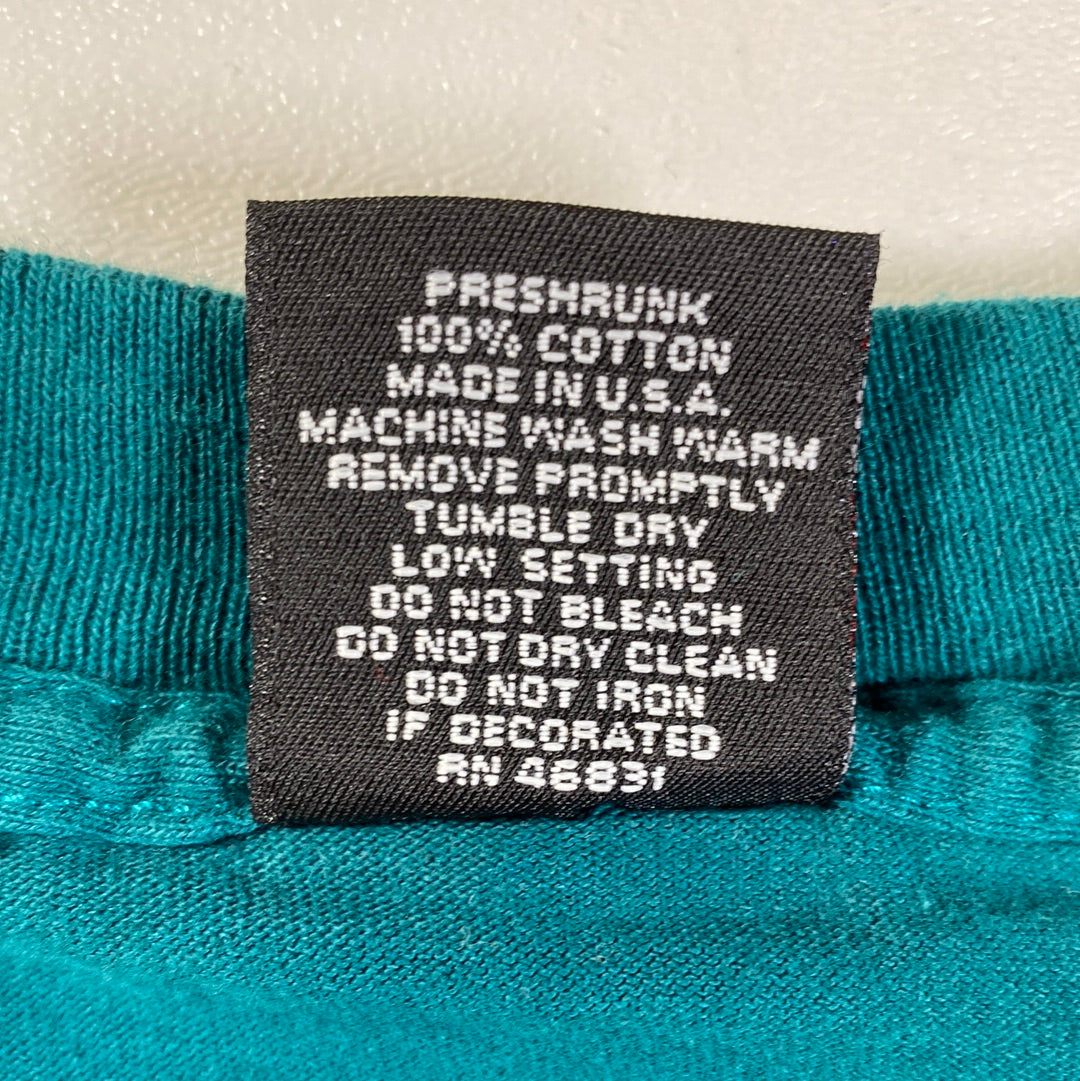 PRESHRUNK
100% COTTON
MADE IN U.S.A.
MACHINE WASH WARM
REMOVE PROMPTLY
TUMBLE DRY
LOW SETTING
DO NOT BLEACH
DO NOT DRY CLEAN
DO NOT IRON
IF DECORATED
RN 46831